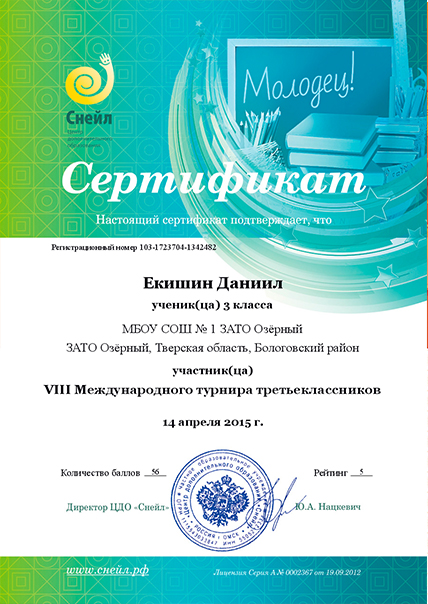 Молодец!
Снейл
Сертификат
Настоящий сертификат подтверждает, что
Регистрационный номер 103-1723704-1342482
Екишин Даниил
ученик(ца) 3 класса
МБОУ СОШ № 1 ЗАТО Озёрный
ЗАТО Озёрный, Тверская область, Бологовский район
участник(ца)
VIII Международного турнира третьеклассников
14 апреля 2015 г.
Количество баллов 56
Рейтинг 5
Директор ЦДО «Снейл»
Ю.А. Нацкевич
РОССИЯ г. ОМСК
www.снейл.рф
Лицензия Серия А №-0002367 от 19.09.2012